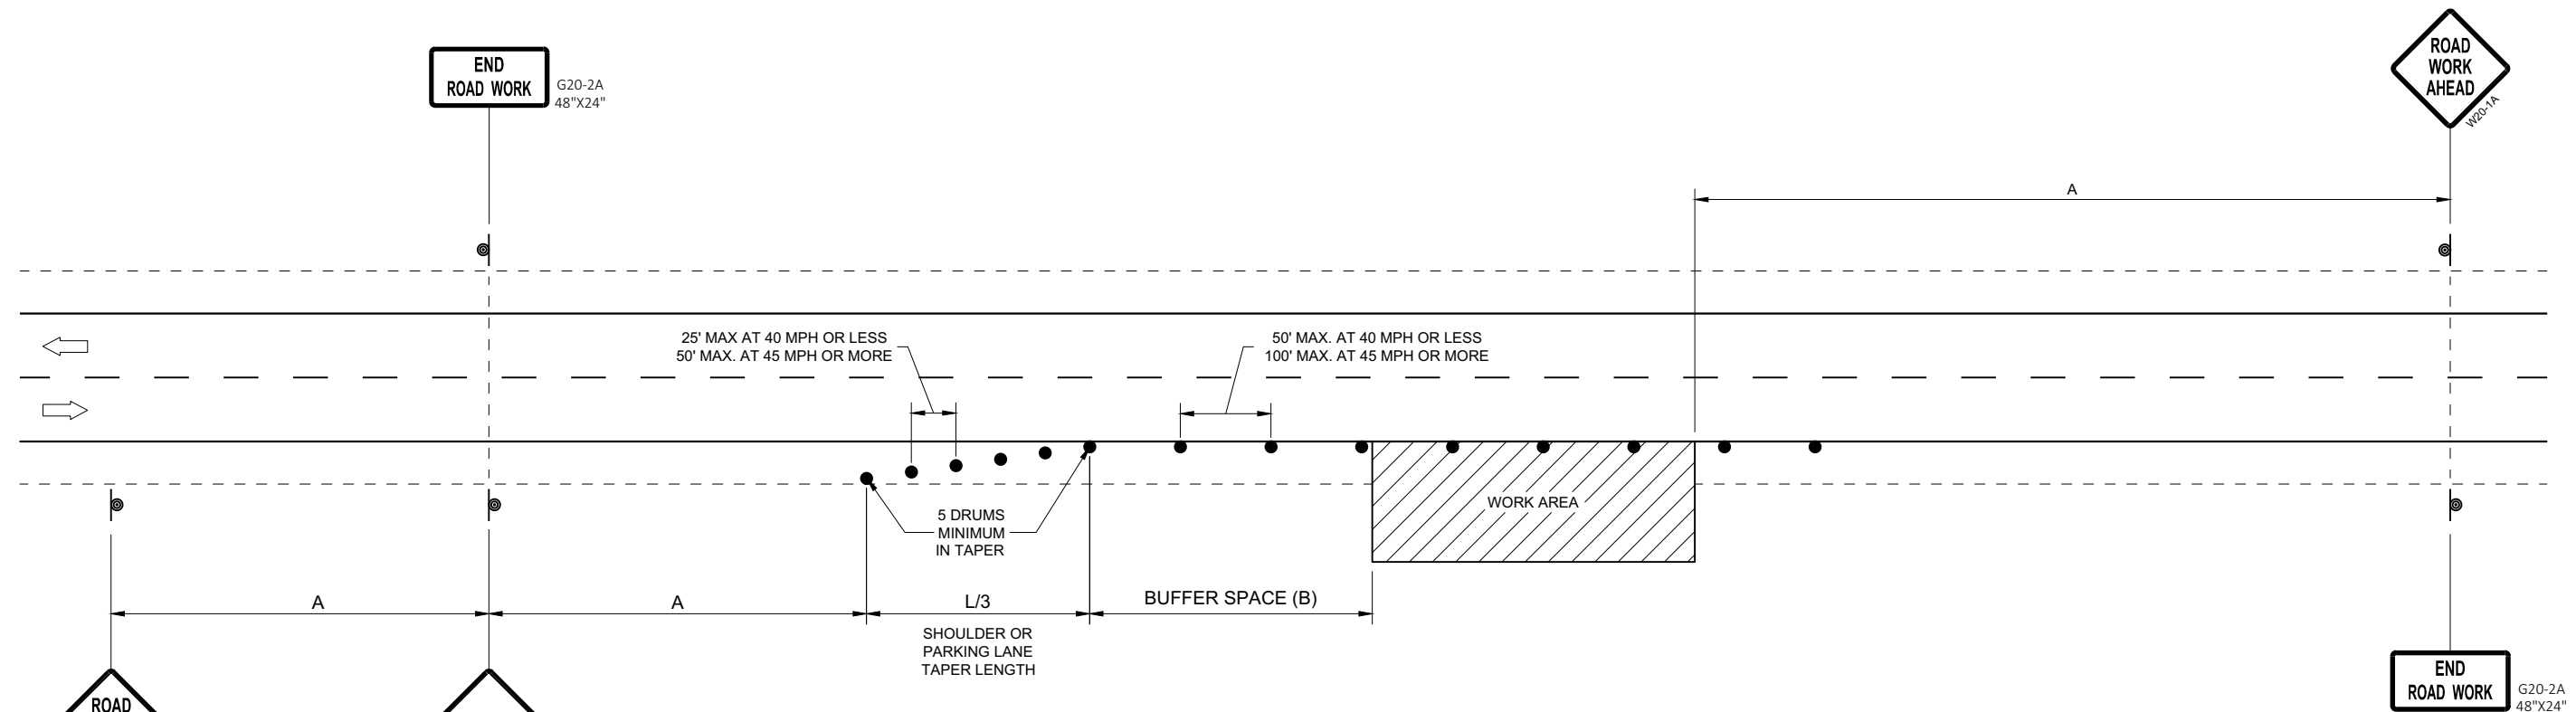 END
ROAD WORK
G20-2A
48"X24"
ROAD
WORK
AHEAD
W20-1A
A
25' MAX AT 40 MPH OR LESS
50' MAX. AT 45 MPH OR MORE
50' MAX. AT 40 MPH OR LESS
100' MAX. AT 45 MPH OR MORE
5 DRUMS
MINIMUM
IN TAPER
WORK AREA
A
A
L/3
BUFFER SPACE (B)
SHOULDER OR
PARKING LANE
TAPER LENGTH
ROAD
END
ROAD WORK
G20-2A
48"X24"